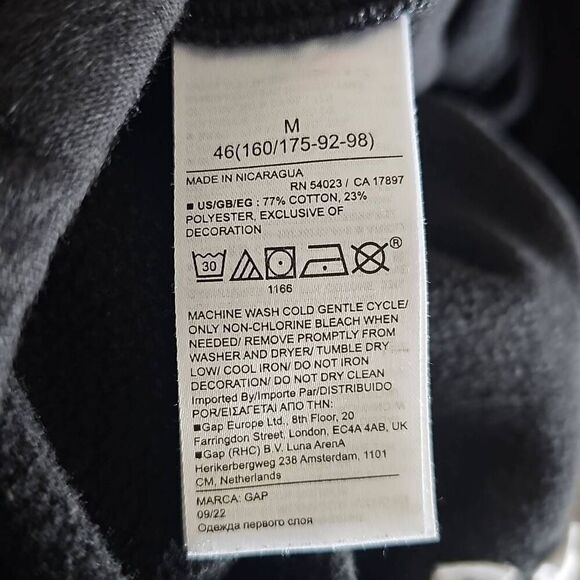 M
46(160/175-92-98)
MADE IN NICARAGUA
RN 54023 / CA 17897
■ US/GB/EG : 77% COTTON, 23%
POLYESTER, EXCLUSIVE OF
DECORATION
30
®
1166
MACHINE WASH COLD GENTLE CYCLE/
ONLY NON-CHLORINE BLEACH WHEN
NEEDED/ REMOVE PROMPTLY FROM
WASHER AND DRYER/ TUMBLE DRY
LOW/ COOL IRON/ DO NOT IRON
DECORATION/ DO NOT DRY CLEAN
Imported By/Importe Par/DISTRIBUIDO
POR/ΕΙΣΑΓΕΤΑΙ ΑΠΟ ΤΗΝ:
■Gap Europe Ltd., 8th Floor, 20
Farringdon Street, London, EC4A 4AB, UK
■Gap (RHC) B.V. Luna ArenA
Herikerbergweg 238 Amsterdam, 1101
CM, Netherlands
MARCA: GAP
09/22
Одежда первого слоя